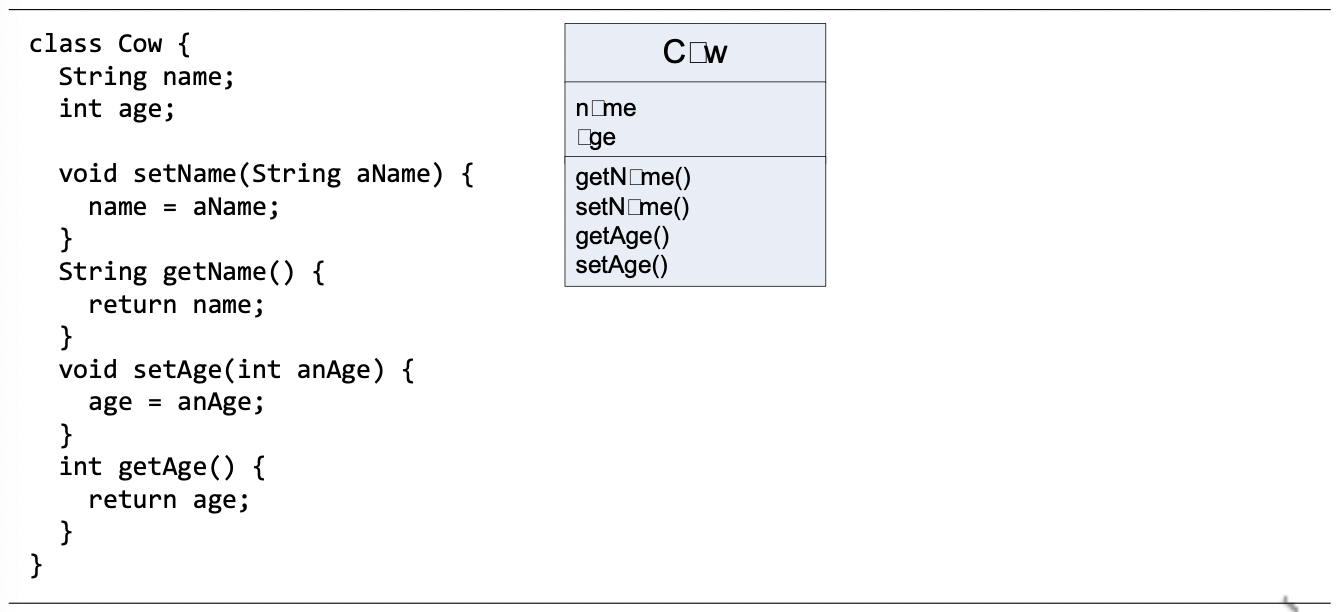 class Cow {
String name;
int age;
void setName(String aName) {
name = aName;
}
String getName() {
return name;
}
void setAge(int anAge) {
age = anAge;
}
int getAge() {
return age;
}
}
C□w
n□me
□ge
getN□me()
setN□me()
getAge()
setAge()